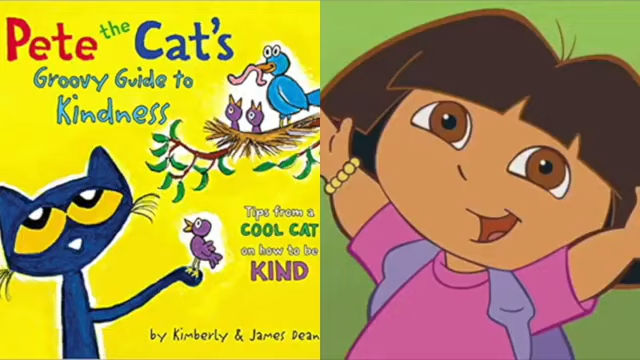 Pete the Cat's
Groovy Guide to
Kindness
Tips from a
COOL CAT
on how to be
KIND
by Kimberly & James Dean